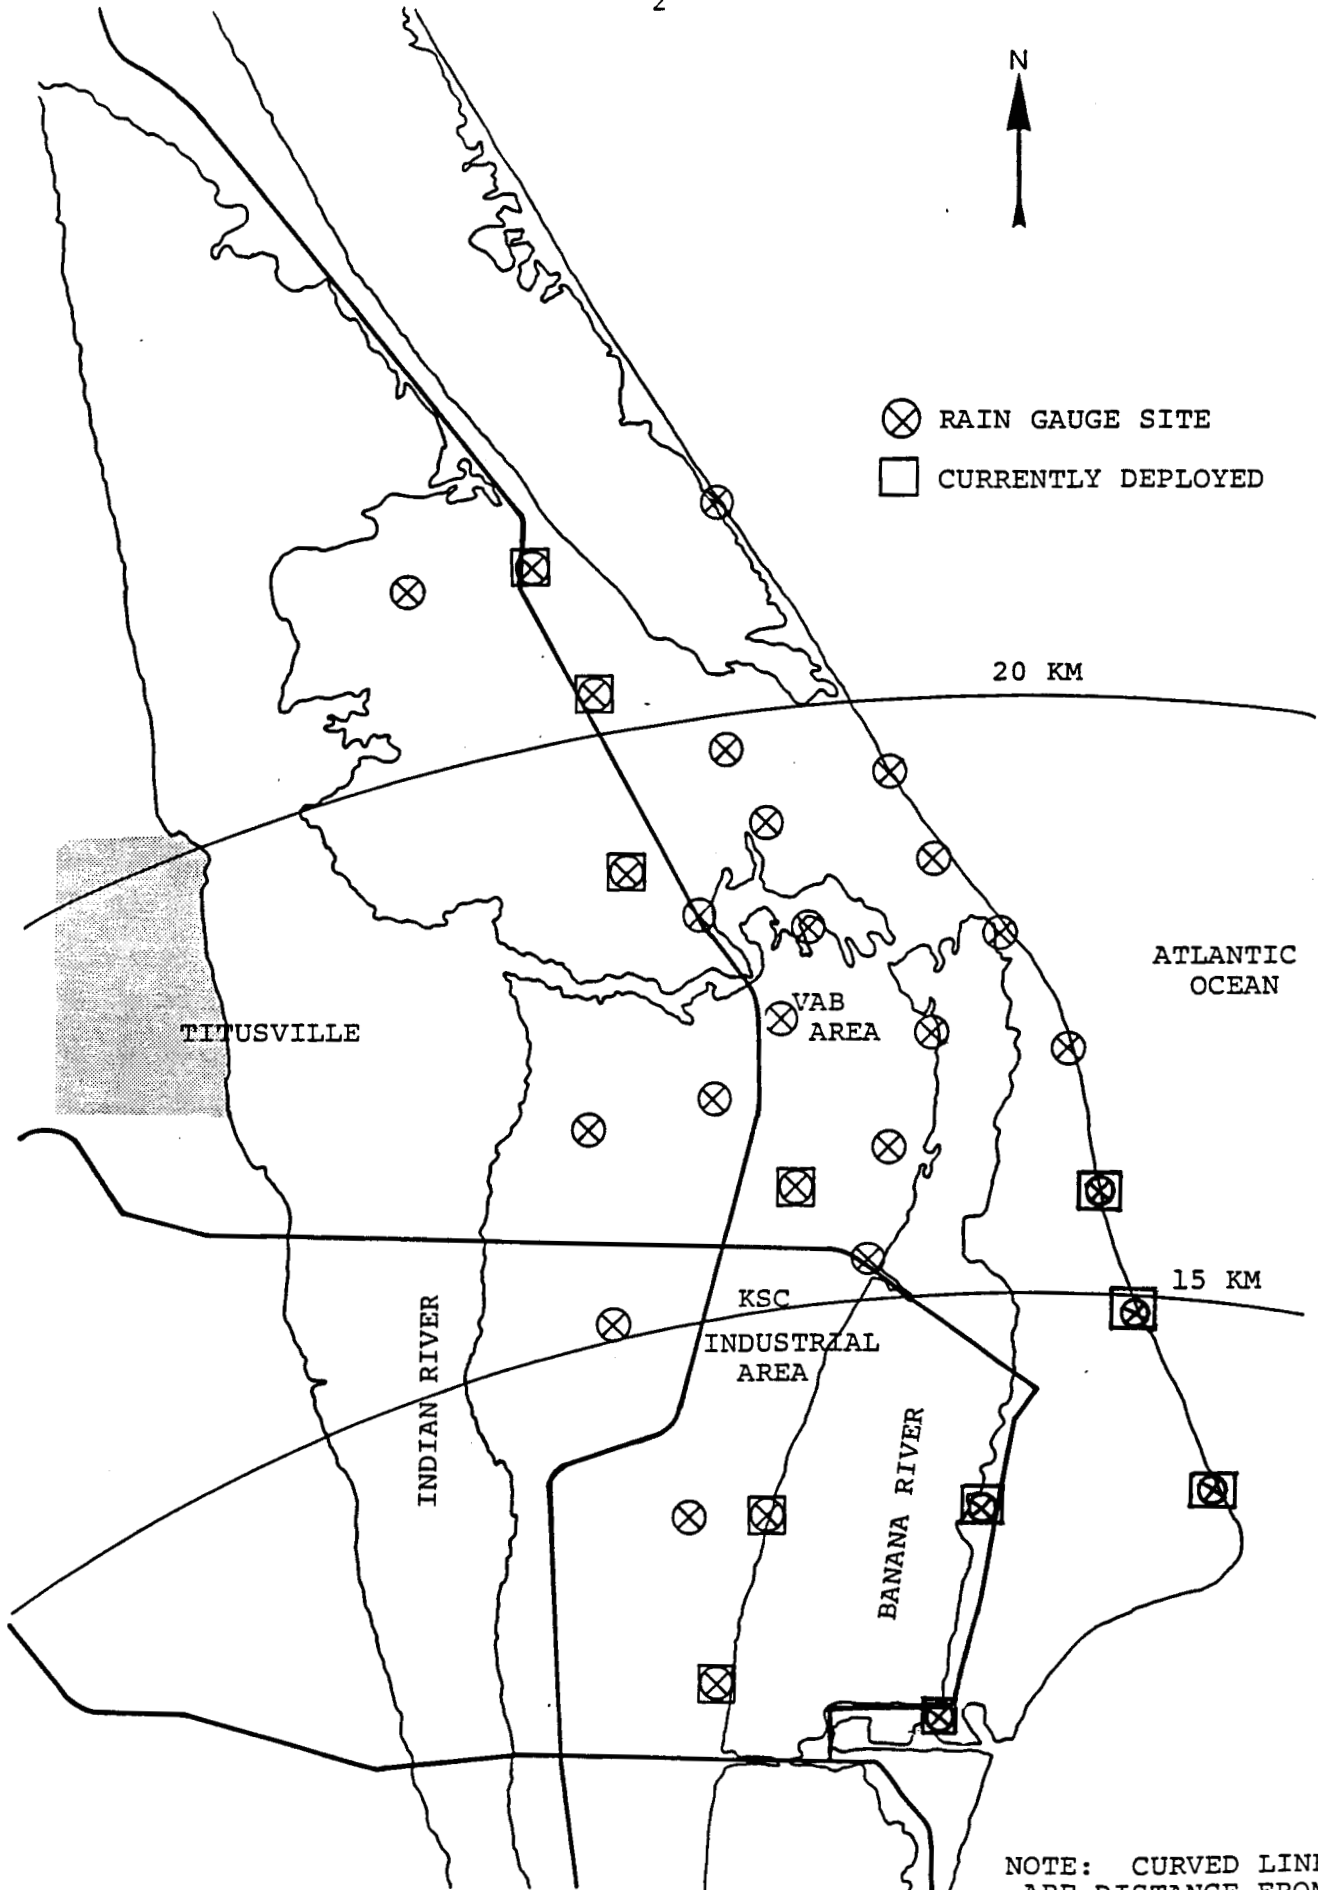 2
N
RAIN GAUGE SITE
CURRENTLY DEPLOYED
20 KM
ATLANTIC
OCEAN
VAB
AREA
TITUSVILLE
15 KM
KSC
INDUSTRIAL
AREA
INDIAN RIVER
BANANA RIVER
NOTE: CURVED